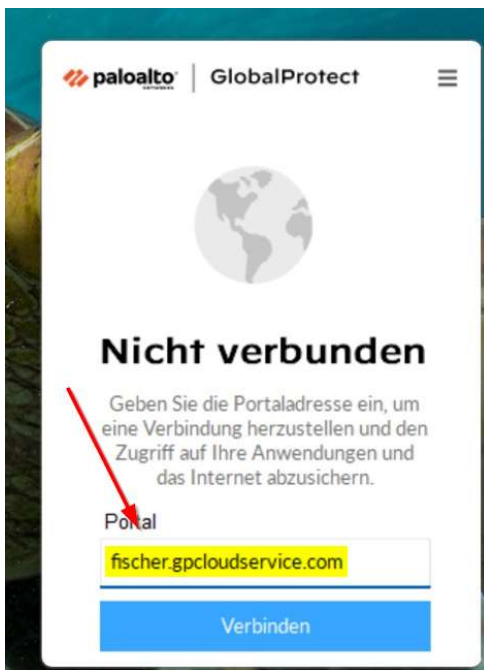 paloalto | GlobalProtect
NETWORKS
Nicht verbunden
Geben Sie die Portaladresse ein, um
eine Verbindung herzustellen und den
Zugriff auf Ihre Anwendungen und
das Internet abzusichern.
Portal
fischer.gpcloudservice.com
Verbinden